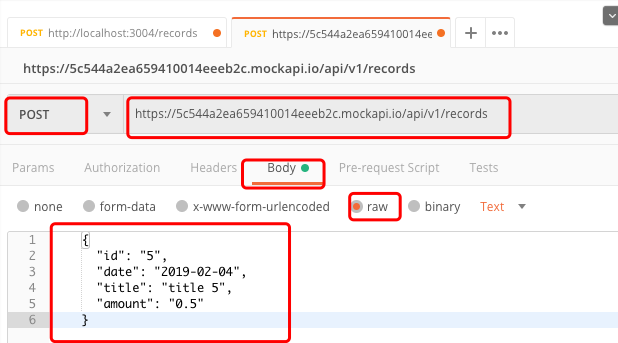 POST http://localhost:3004/records POST https://5c544a2ea659410014ee + •••
https://5c544a2ea659410014eeeb2c.mockapi.io/api/v1/records
POST https://5c544a2ea659410014eeeb2c.mockapi.io/api/v1/records
Params Authorization Headers Body Pre-request Script Tests
none form-data x-www-form-urlencoded raw binary Text
1 {
2 "id": "5",
3 "date": "2019-02-04",
4 "title": "title 5",
5 "amount": "0.5"
6 }